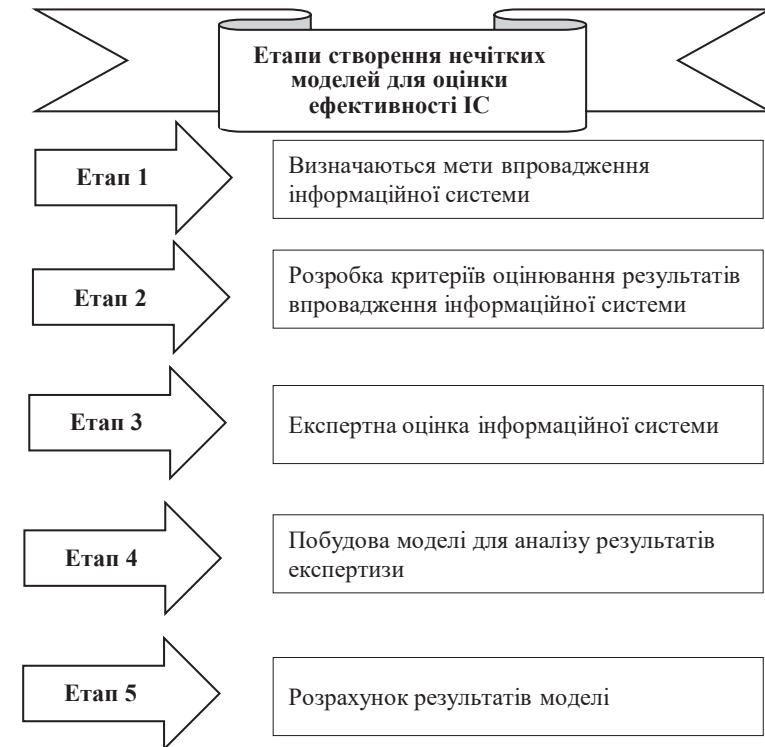 Етапи створення нечітких
моделей для оцінки
ефективності ІС
Етап 1
Визначаються мети впровадження
інформаційної системи
Етап 2
Розробка критеріїв оцінювання результатів
впровадження інформаційної системи
Етап 3
Експертна оцінка інформаційної системи
Етап 4
Побудова моделі для аналізу результатів
експертизи
Етап 5
Розрахунок результатів моделі